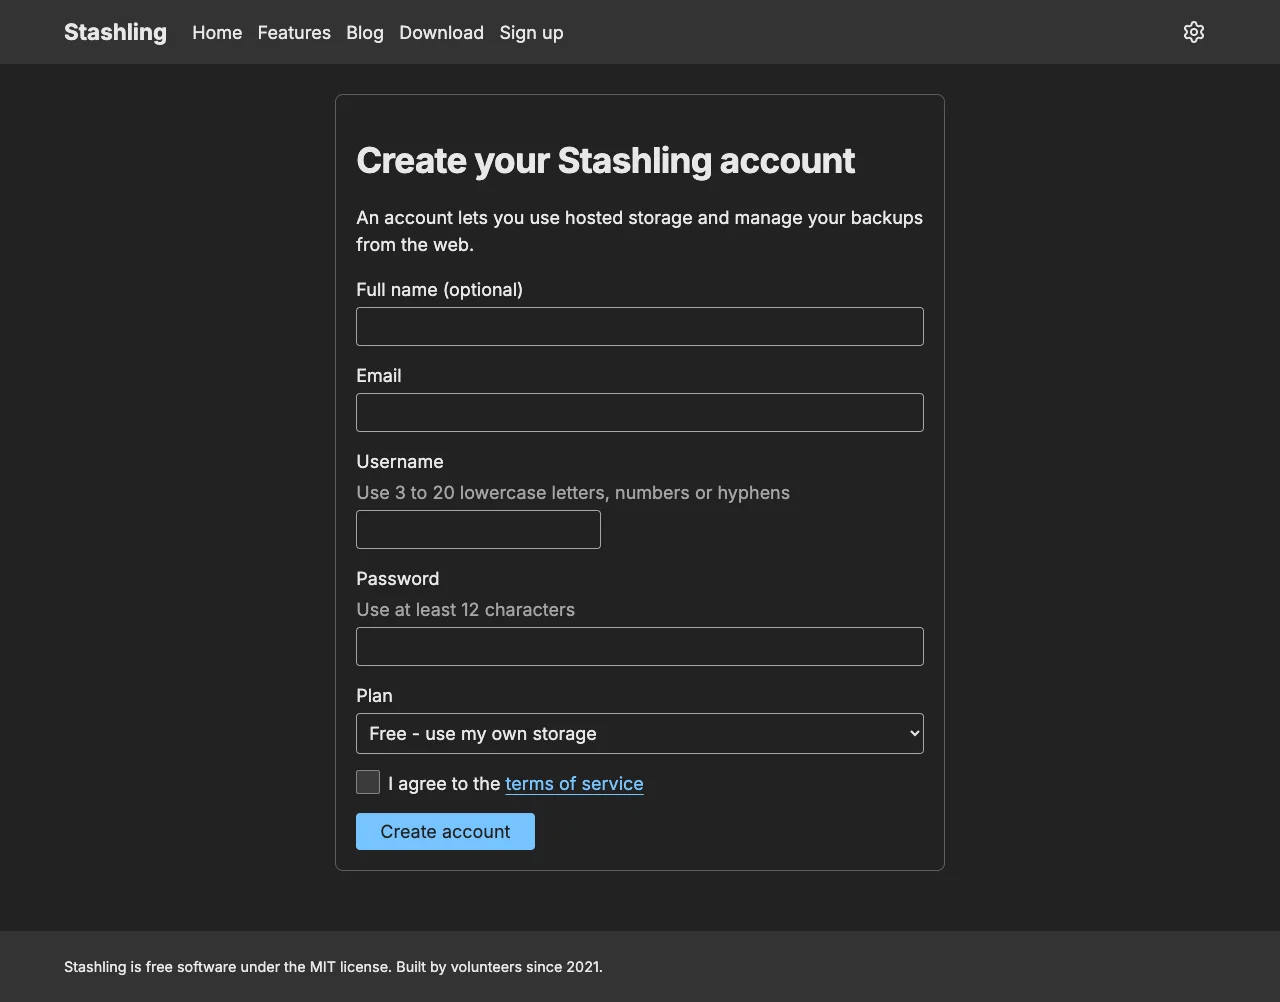 Stashling Home Features Blog Download Sign up
Create your Stashling account
An account lets you use hosted storage and manage your backups
from the web.
Full name (optional)
Email
Username
Use 3 to 20 lowercase letters, numbers or hyphens
Password
Use at least 12 characters
Plan
Free - use my own storage
I agree to the terms of service
Create account
Stashling is free software under the MIT license. Built by volunteers since 2021.